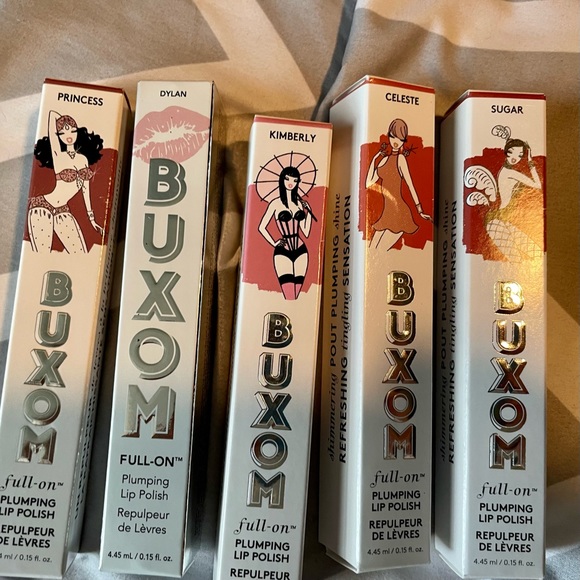 PRINCESS
BUXOM
full-on™
PLUMPING
LIP POLISH
REPULPEUR
DE LÈVRES
4.45 ml / 0.15 fl. oz.
DYLAN
BUXOM
FULL-ON™
Plumping
Lip Polish
Repulpeur
de Lèvres
4.45 ml / 0.15 fl. oz.
KIMBERLY
BUXOM
full-on™
PLUMPING
LIP POLISH
REPULPEUR
shimmering POUT PLUMPING shine
REFRESHING tingling SENSATION
CELESTE
BUXOM
full-on™
PLUMPING
LIP POLISH
REPULPEUR
DE LÈVRES
4.45 ml / 0.15 fl. oz.
shimmering POUT PLUMPING shine
REFRESHING tingling SENSATION
SUGAR
BUXOM
full-on™
PLUMPING
LIP POLISH
REPULPEUR
DE LÈVRES
4.45 ml / 0.15 fl. oz.